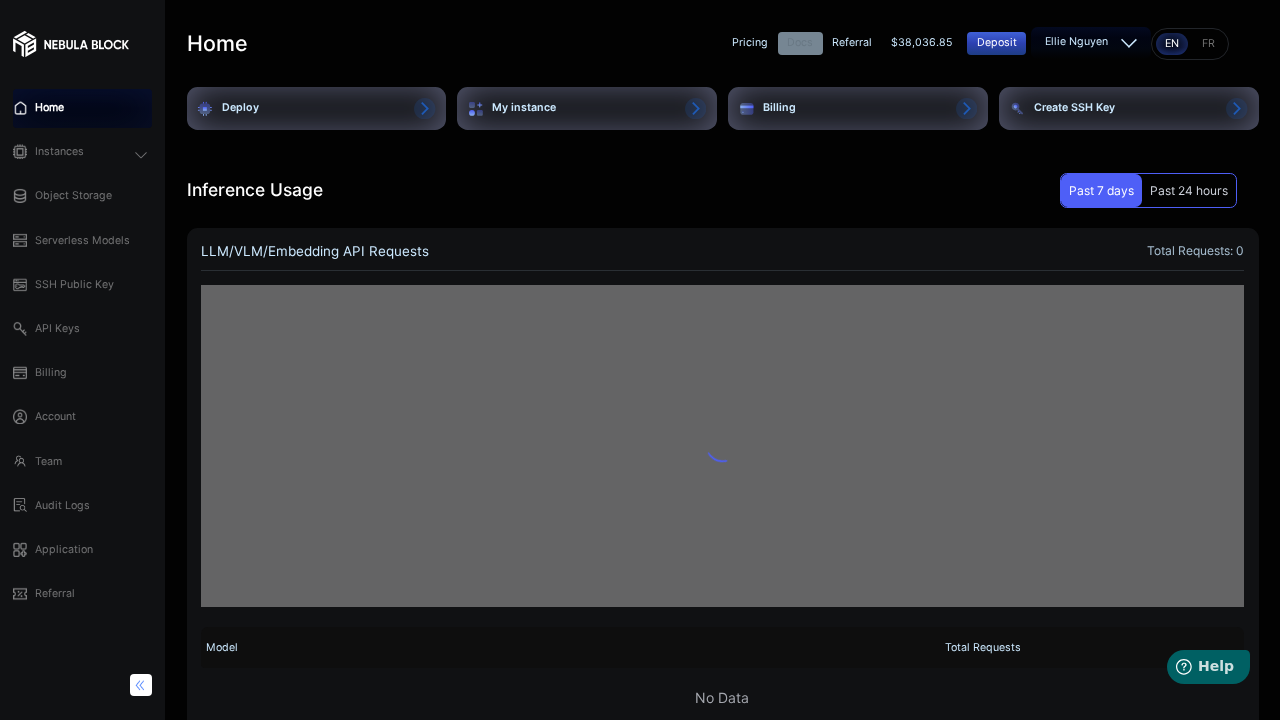 NEBULA BLOCK
Home
Instances
Object Storage
Serverless Models
SSH Public Key
API Keys
Billing
Account
Team
Audit Logs
Application
Referral
Home
Pricing
Docs
Referral
$38,036.85
Deposit
Ellie Nguyen
EN
FR
Deploy
My instance
Billing
Create SSH Key
Inference Usage
Past 7 days
Past 24 hours
LLM/VLM/Embedding API Requests
Total Requests: 0
Model
Total Requests
No Data
Help